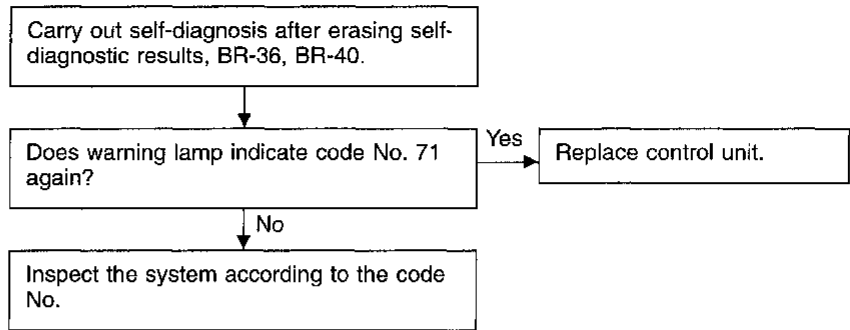 Carry out self-diagnosis after erasing self-
diagnostic results, BR-36, BR-40.
Does warning lamp indicate code No. 71
again?
Yes
Replace control unit.
No
Inspect the system according to the code
No.